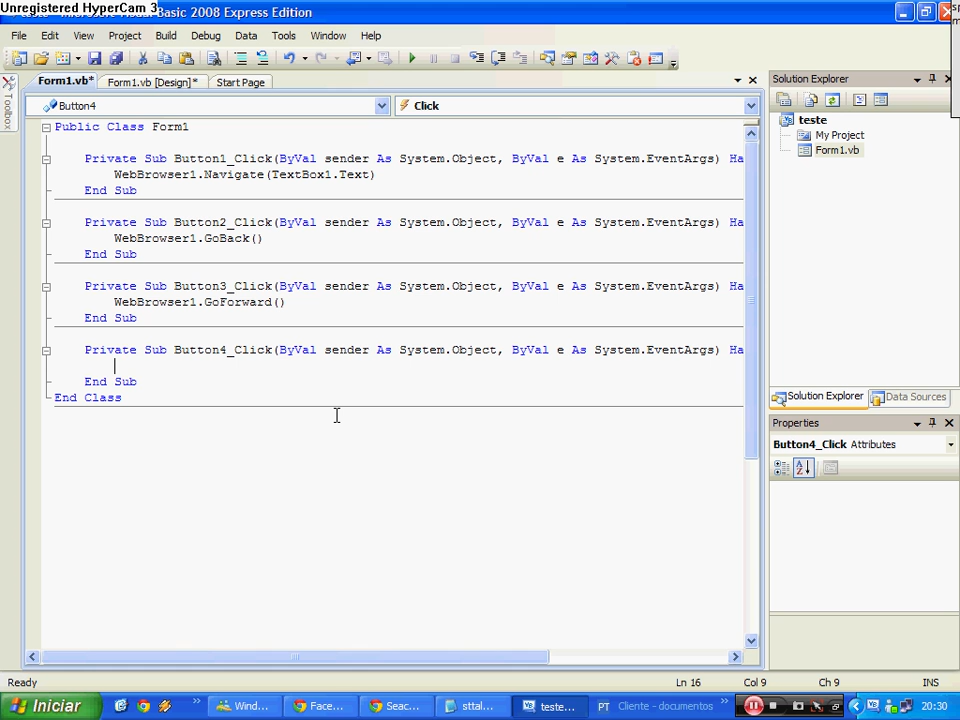 Unregistered HyperCam 3
Basic 2008 Express Edition
File Edit View Project Build Debug Data Tools Window Help
Form1.vb* Form1.vb [Design]* Start Page
Solution Explorer
Toolbox
Button4 Click
Public Class Form1
teste
My Project
Form1.vb
Private Sub Button1_Click(ByVal sender As System.Object, ByVal e As System.EventArgs) Ha
WebBrowser1.Navigate(TextBox1.Text)
End Sub
Private Sub Button2_Click(ByVal sender As System.Object, ByVal e As System.EventArgs) Ha
WebBrowser1.GoBack()
End Sub
Private Sub Button3_Click(ByVal sender As System.Object, ByVal e As System.EventArgs) Ha
WebBrowser1.GoForward()
End Sub
Private Sub Button4_Click(ByVal sender As System.Object, ByVal e As System.EventArgs) Ha
End Sub
End Class
Solution Explorer Data Sources
Properties
Button4_Click Attributes
Ready Ln 16 Col 9 Ch 9 INS
Iniciar Wind... Face... Seac... sttal... teste... PT Cliente - documentos 20:30